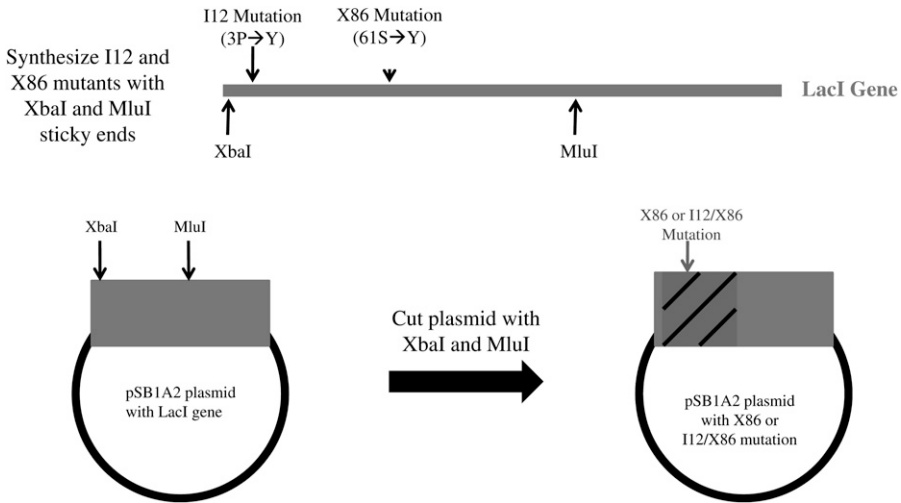 I12 Mutation
(3P→Y)
X86 Mutation
(61S→Y)
Synthesize I12 and
X86 mutants with
XbaI and MluI
sticky ends
LacI Gene
XbaI
MluI
XbaI
MluI
X86 or I12/X86
Mutation
Cut plasmid with
XbaI and MluI
pSB1A2 plasmid
with LacI gene
pSB1A2 plasmid
with X86 or
I12/X86 mutation